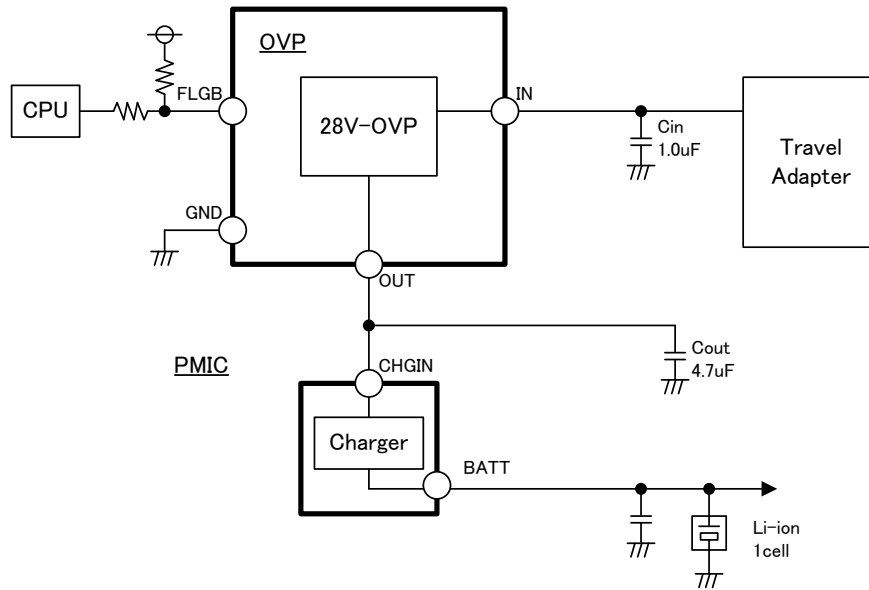 OVP
CPU
FLGB
28V-OVP
IN
Cin
1.0uF
Travel
Adapter
GND
OUT
PMIC
CHGIN
Cout
4.7uF
Charger
BATT
Li-ion
1cell